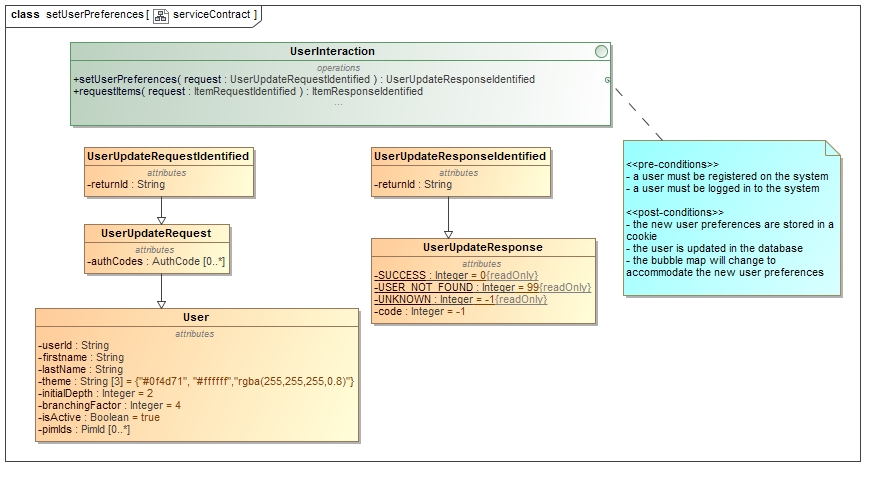 class setUserPreferences [ serviceContract ]
UserInteraction
operations
+setUserPreferences( request : UserUpdateRequestIdentified ) : UserUpdateResponseIdentified
+requestItems( request : ItemRequestIdentified ) : ItemResponseIdentified
...
UserUpdateRequestIdentified
attributes
-returnId : String
UserUpdateResponseIdentified
attributes
-returnId : String
UserUpdateRequest
attributes
-authCodes : AuthCode [0..*]
UserUpdateResponse
attributes
-SUCCESS : Integer = 0{readOnly}
-USER_NOT_FOUND : Integer = 99{readOnly}
-UNKNOWN : Integer = -1{readOnly}
-code : Integer = -1
User
attributes
-userId : String
-firstname : String
-lastName : String
-theme : String [3] = {"#0f4d71", "#ffffff","rgba(255,255,255,0.8)"}
-initialDepth : Integer = 2
-branchingFactor : Integer = 4
-isActive : Boolean = true
-pimIds : PimId [0..*]
<<pre-conditions>>
- a user must be registered on the system
- a user must be logged in to the system
<<post-conditions>>
- the new user preferences are stored in a
cookie
- the user is updated in the database
- the bubble map will change to
accommodate the new user preferences